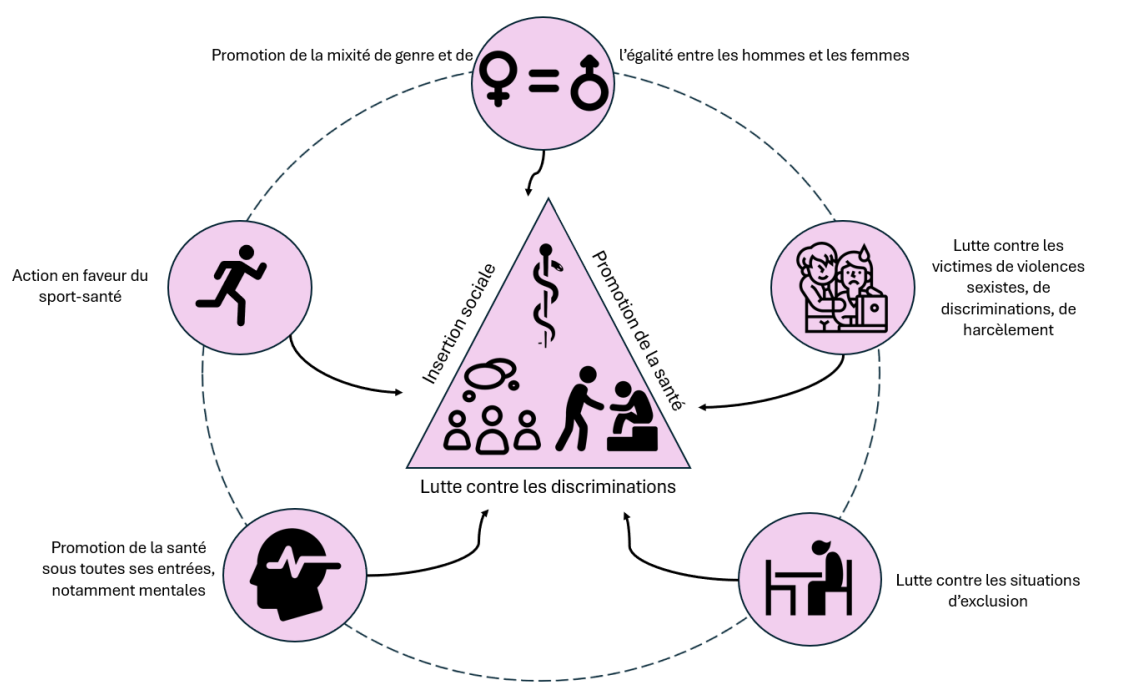 Promotion de la mixité de genre et de l’égalité entre les hommes et les femmes
Action en faveur du
sport-santé
Lutte contre les
victimes de violences
sexistes, de
discriminations, de
harcèlement
Insertion sociale
Promotion de la santé
Lutte contre les discriminations
Promotion de la santé
sous toutes ses entrées,
notamment mentales
Lutte contre les situations
d’exclusion